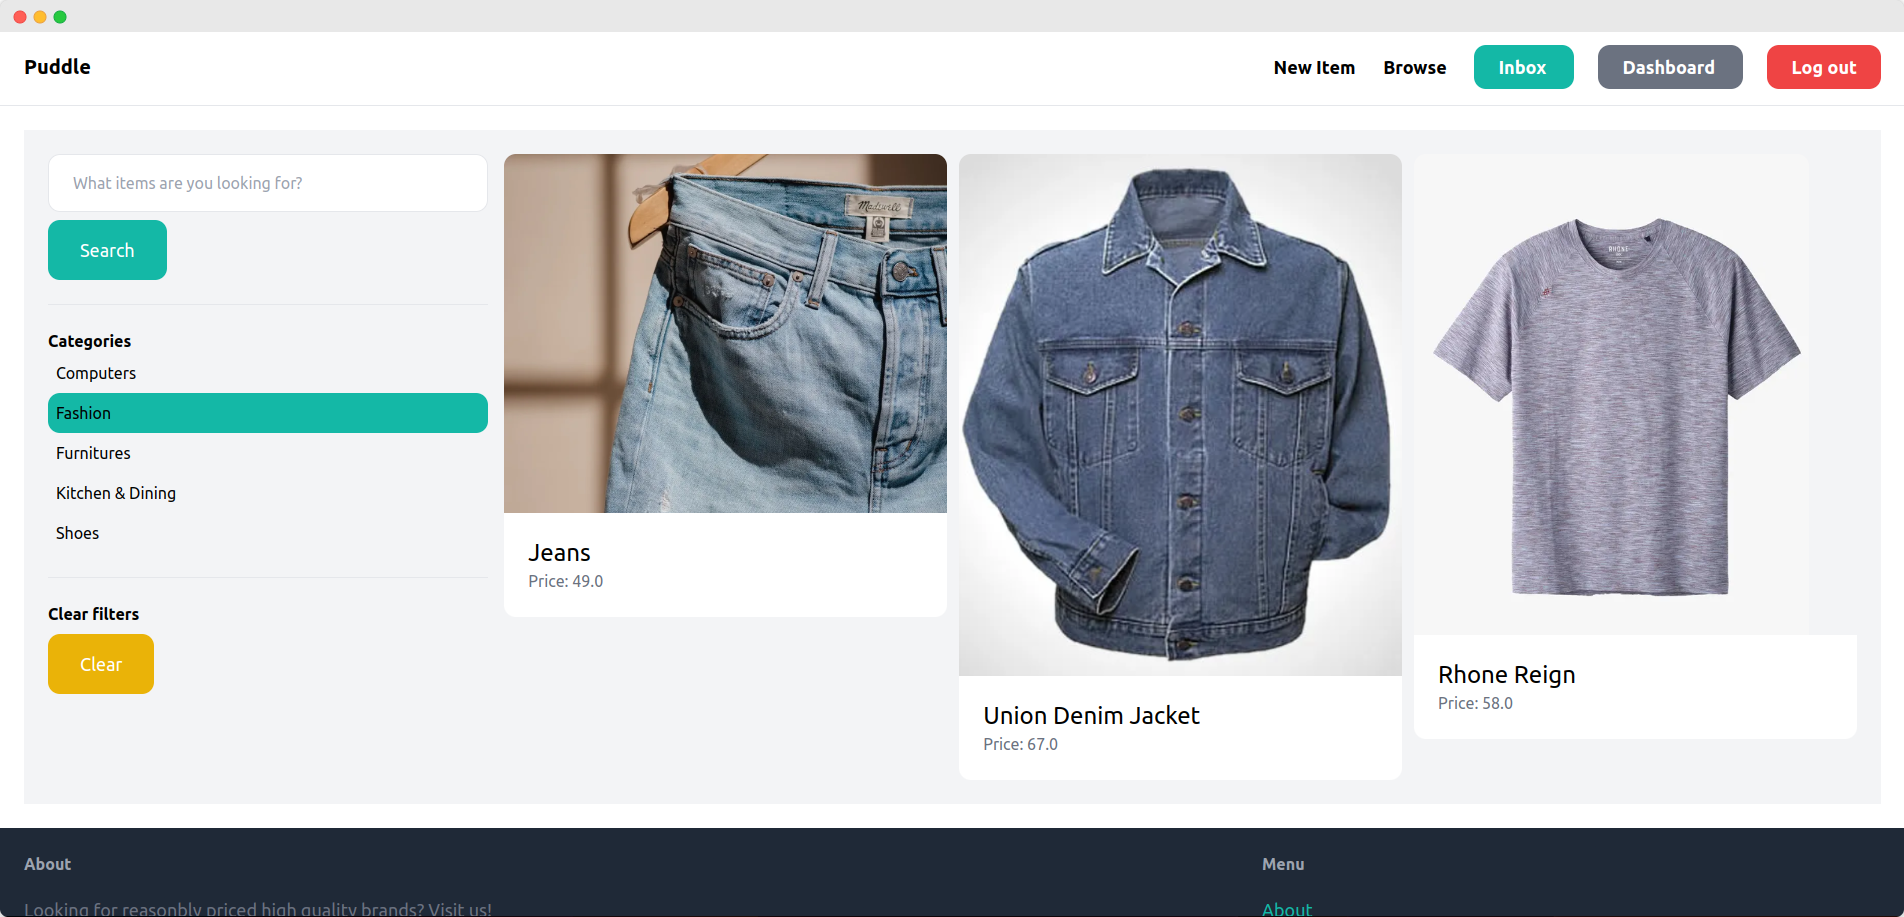 Puddle
New Item Browse Inbox Dashboard Log out
What items are you looking for?
Search
Categories
Computers
Fashion
Furnitures
Kitchen & Dining
Shoes
Clear filters
Clear
Madewell
Jeans
Price: 49.0
Union Denim Jacket
Price: 67.0
RHONE
Rhone Reign
Price: 58.0
About
Looking for reasonbly priced high quality brands? Visit us!
Menu
About